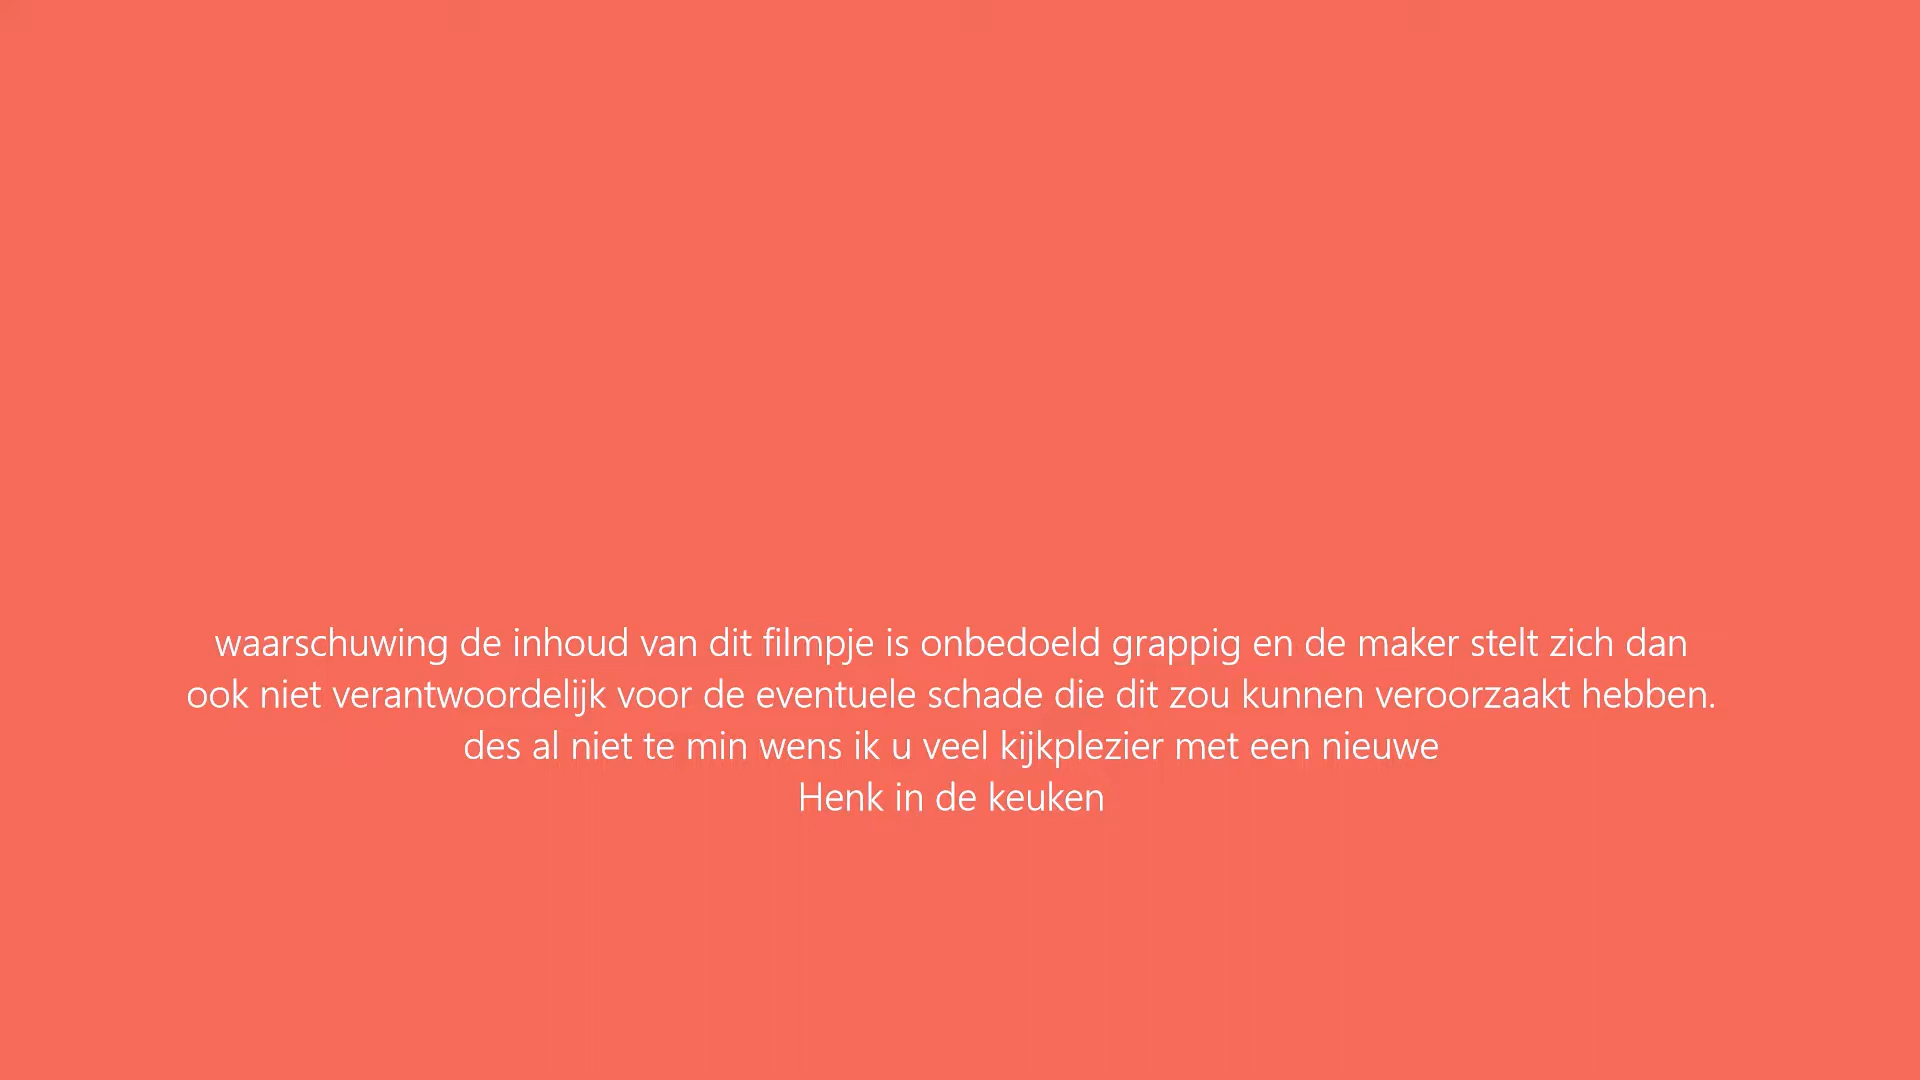 waarschuwing de inhoud van dit filmpje is onbedoeld grappig en de maker stelt zich dan
ook niet verantwoordelijk voor de eventuele schade die dit zou kunnen veroorzaakt hebben.
des al niet te min wens ik u veel kijkplezier met een nieuwe
Henk in de keuken